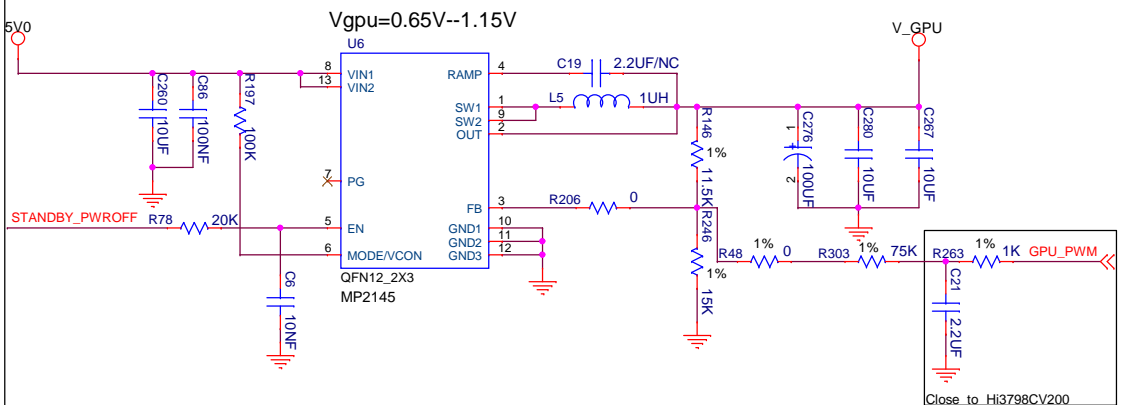 Vgpu=0.65V--1.15V
5V0
V_GPU
U6
8
VIN1
13
VIN2
RAMP
4
C19
2.2UF/NC
SW1
1
L5
1UH
SW2
9
OUT
2
C260
10UF
C86
100NF
R197
100K
R146
1%
11.5K
C276
1
2
100UF
C280
10UF
C267
10UF
7
PG
FB
3
R206
0
STANDBY_PWROFF
R78
20K
5
EN
GND1
10
GND2
11
GND3
12
6
MODE/VCON
QFN12_2X3
MP2145
C6
10NF
R246
1%
15K
R48
1%
0
R303
1%
75K
R263
1%
1K
GPU_PWM
C21
2.2UF
Close to Hi3798CV200